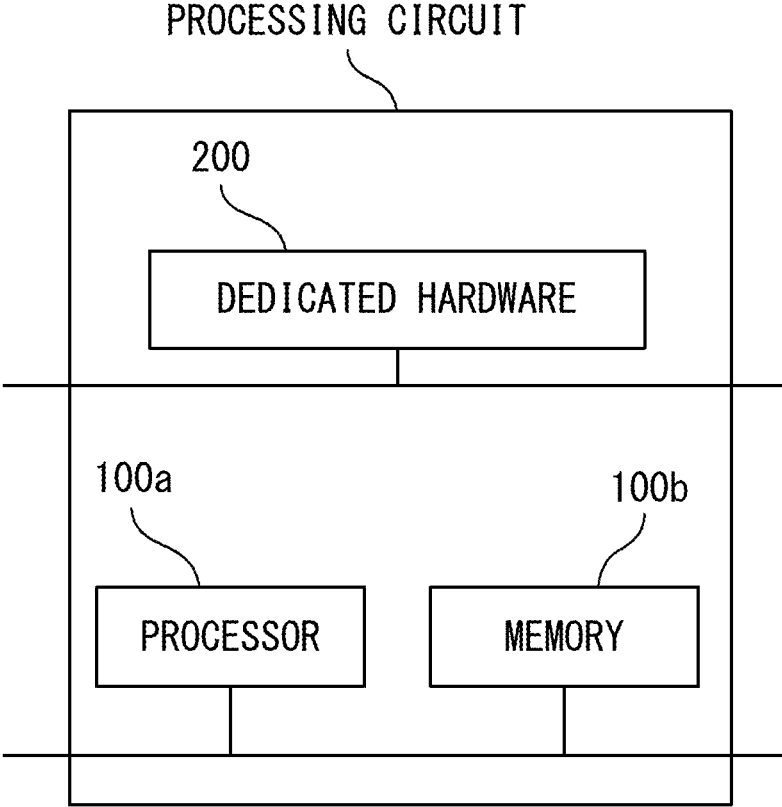 PROCESSING CIRCUIT
200
DEDICATED HARDWARE
100a
100b
PROCESSOR
MEMORY